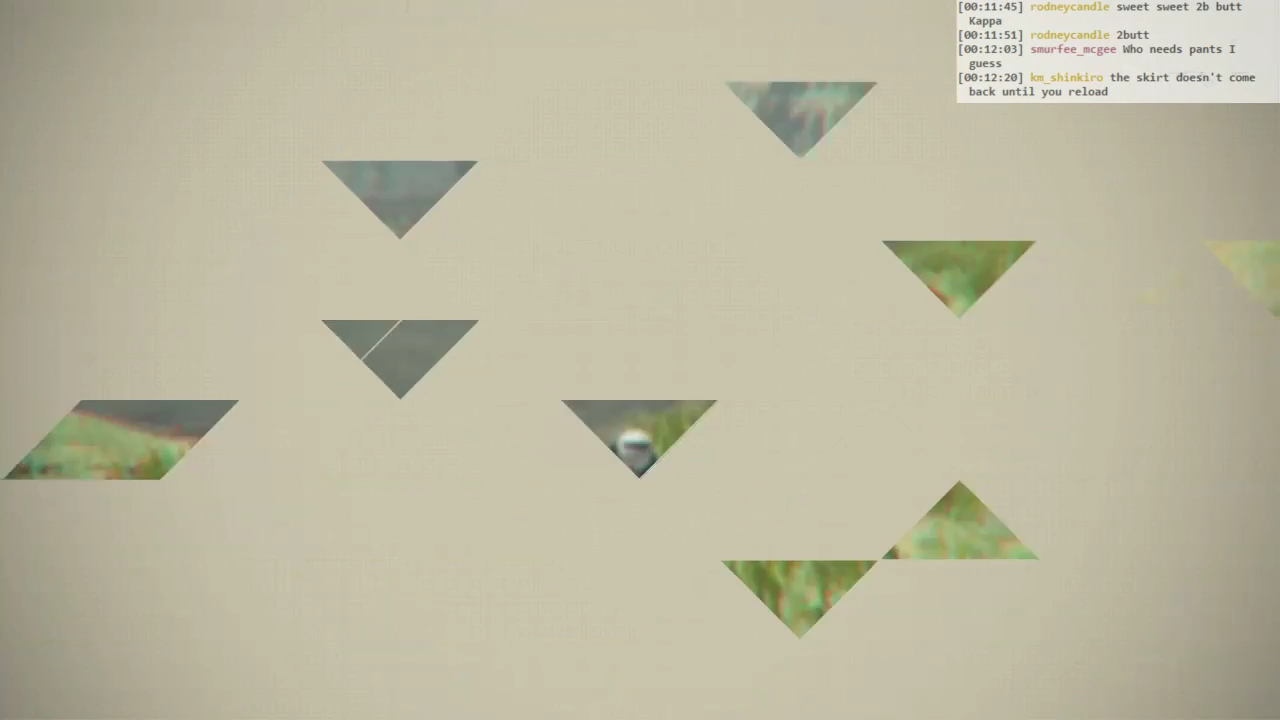 [00:11:45] rodneycandle sweet sweet 2b butt
Kappa
[00:11:51] rodneycandle 2butt
[00:12:03] smurfee_mcgee Who needs pants I
guess
[00:12:20] km_shinkiro the skirt doesn't come
back until you reload